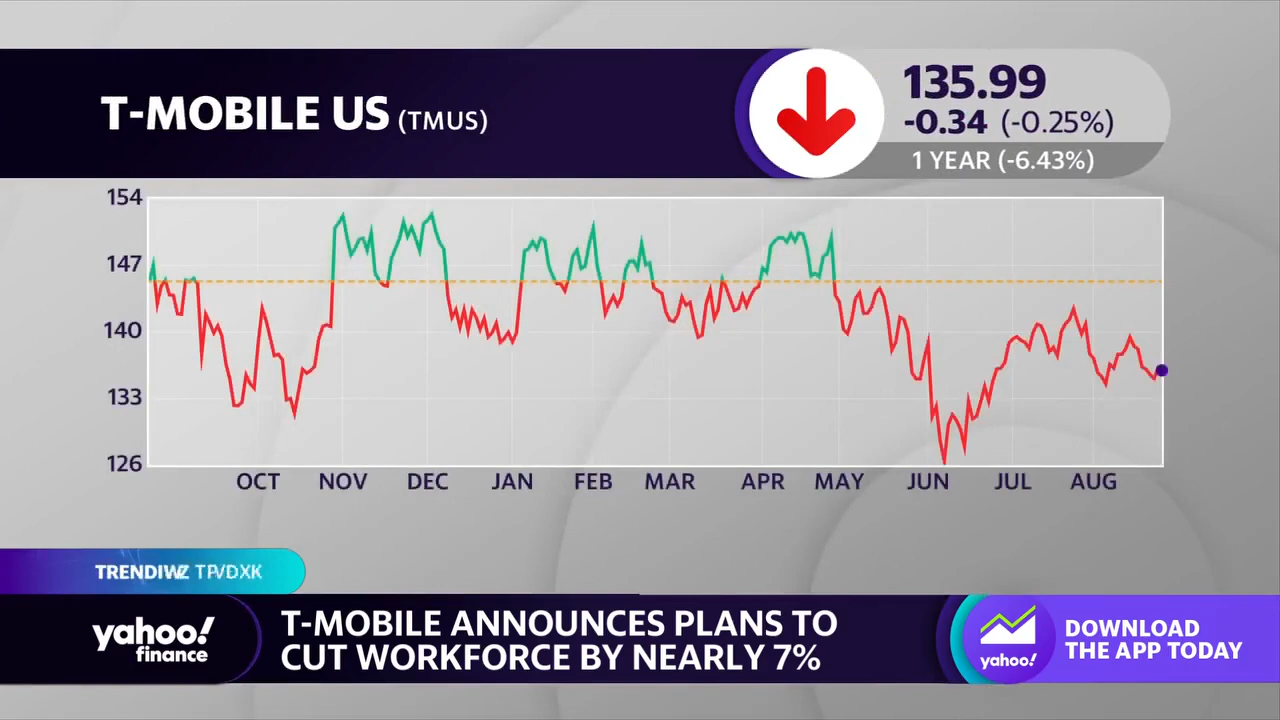 T-MOBILE US (TMUS)
135.99
-0.34 (-0.25%)
1 YEAR (-6.43%)
154
147
140
133
126
OCT NOV DEC JAN FEB MAR APR MAY JUN JUL AUG
yahoo!
finance
T-MOBILE ANNOUNCES PLANS TO
CUT WORKFORCE BY NEARLY 7%
yahoo!
DOWNLOAD
THE APP TODAY